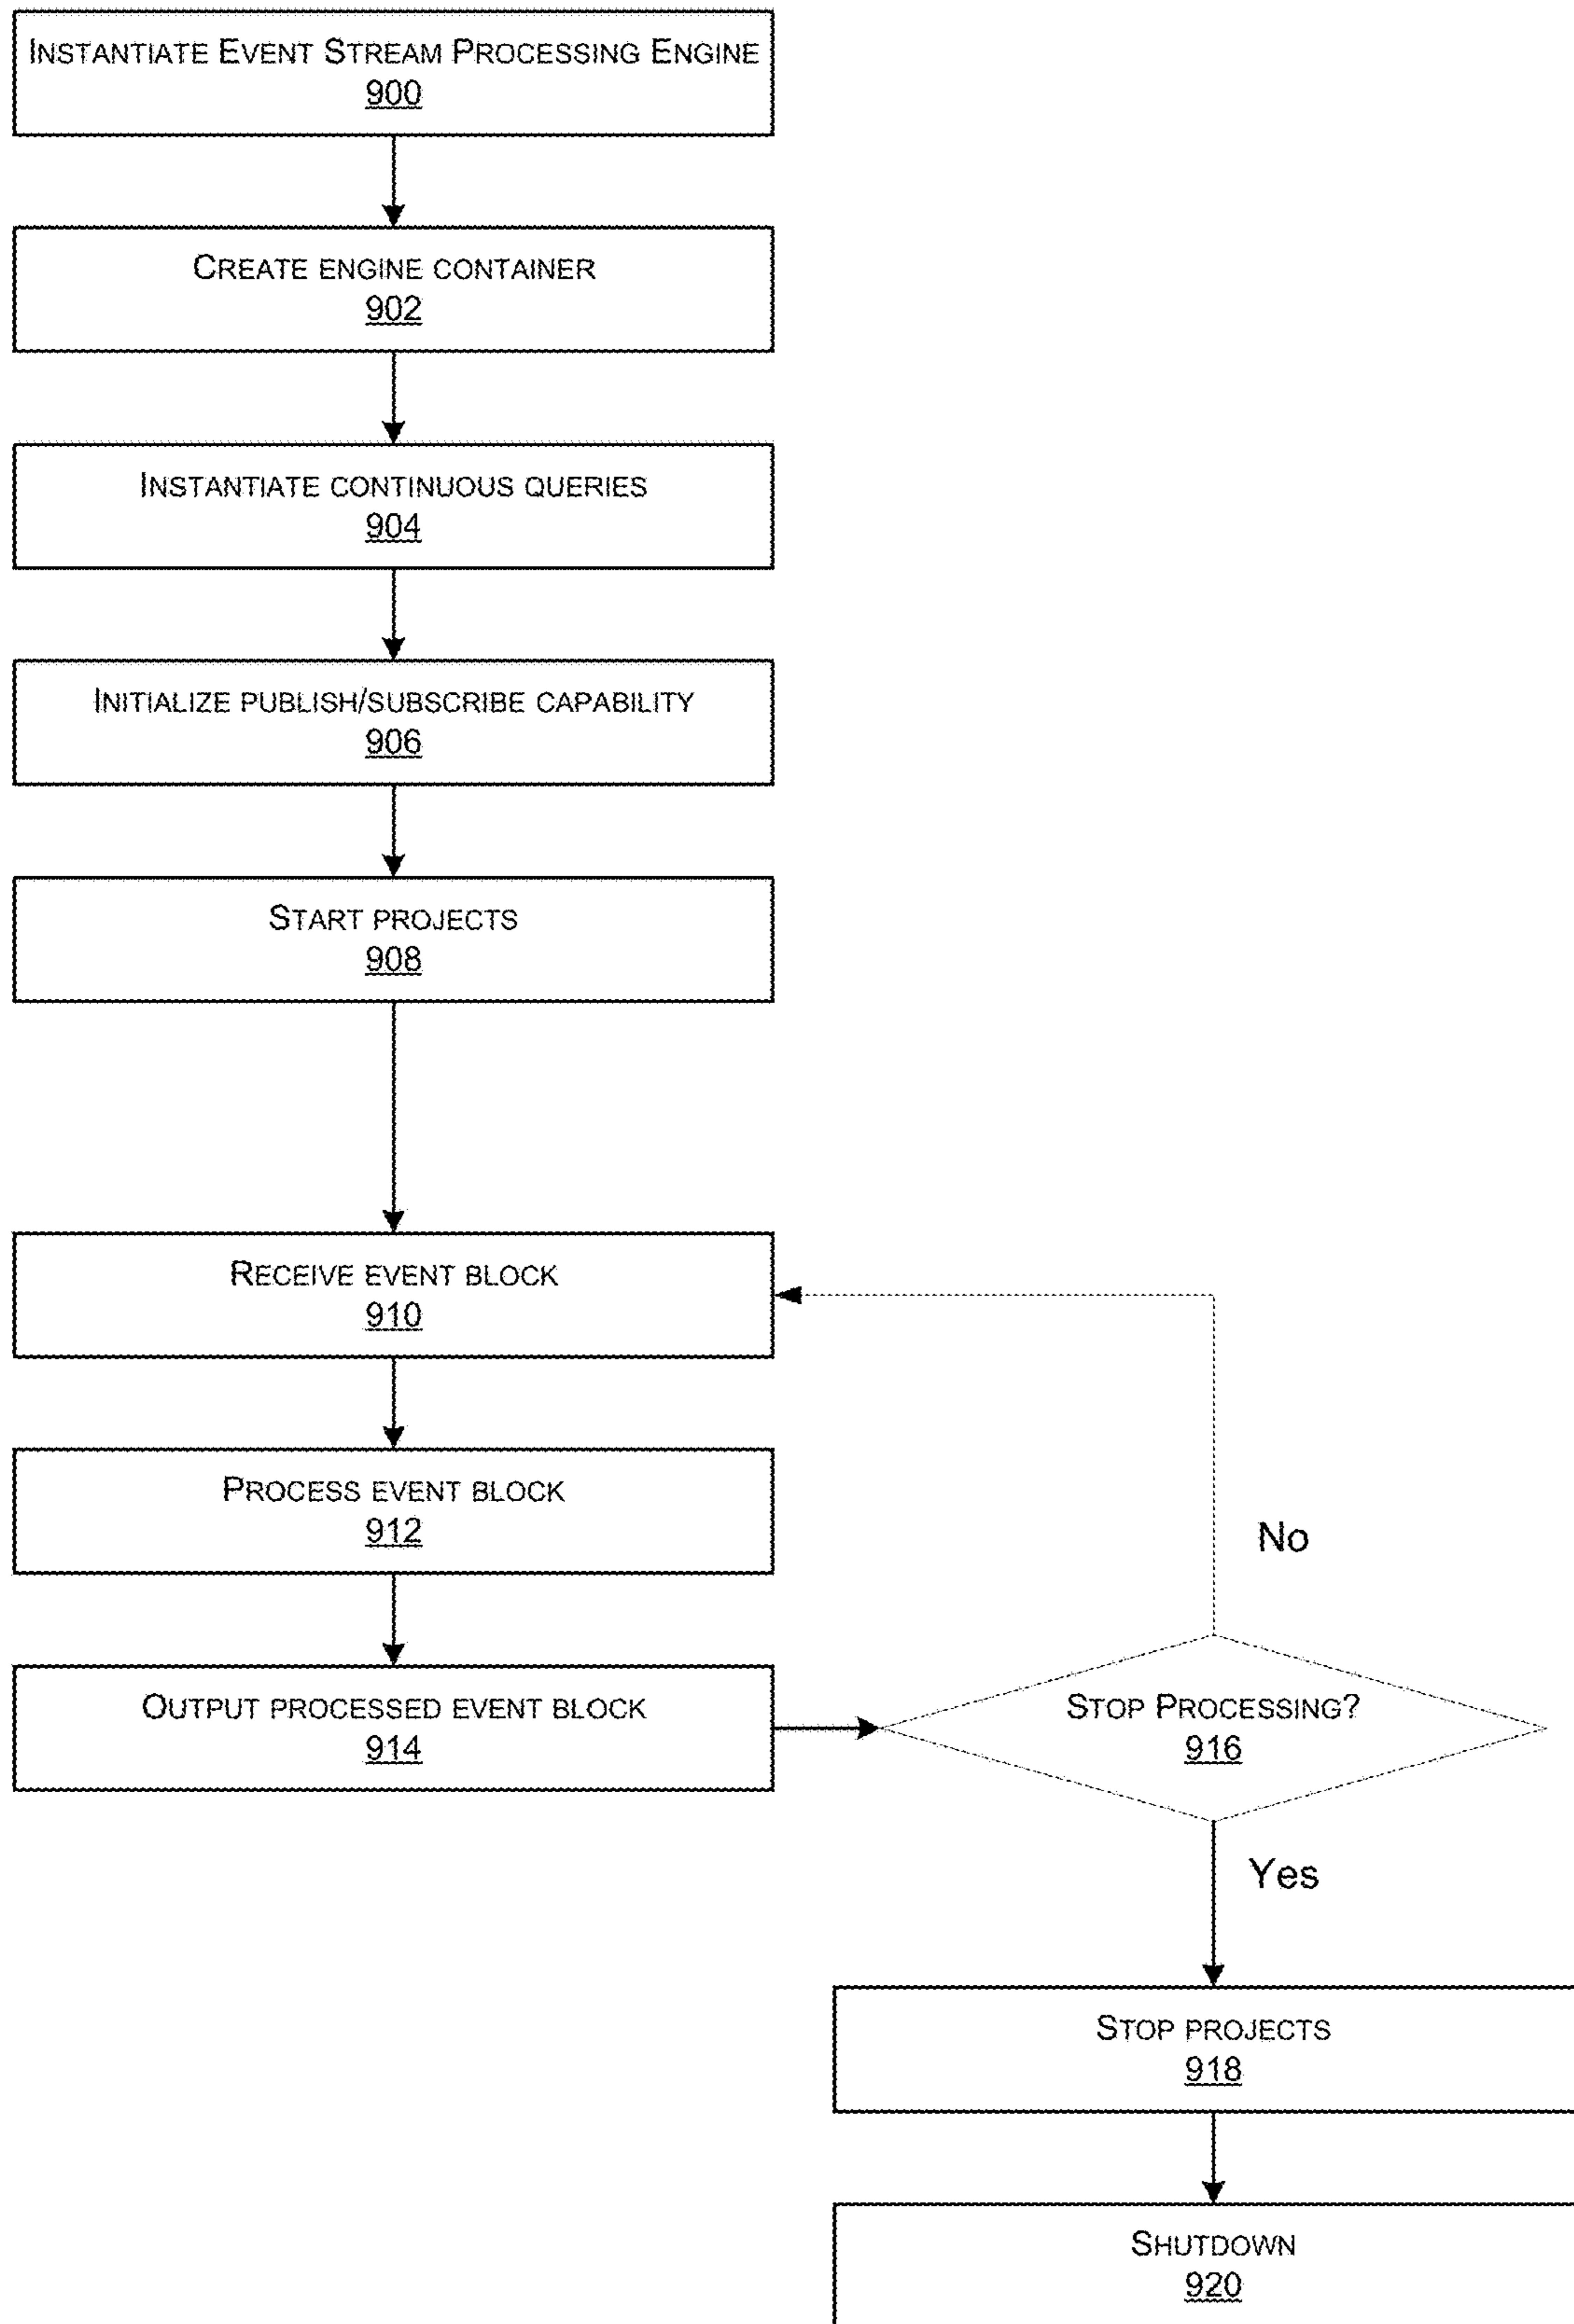 INSTANTIATE EVENT STREAM PROCESSING ENGINE
900
CREATE ENGINE CONTAINER
902
INSTANTIATE CONTINUOUS QUERIES
904
INITIALIZE PUBLISH/SUBSCRIBE CAPABILITY
906
START PROJECTS
908
RECEIVE EVENT BLOCK
910
PROCESS EVENT BLOCK
912
No
OUTPUT PROCESSED EVENT BLOCK
914
STOP PROCESSING?
916
Yes
STOP PROJECTS
918
SHUTDOWN
920